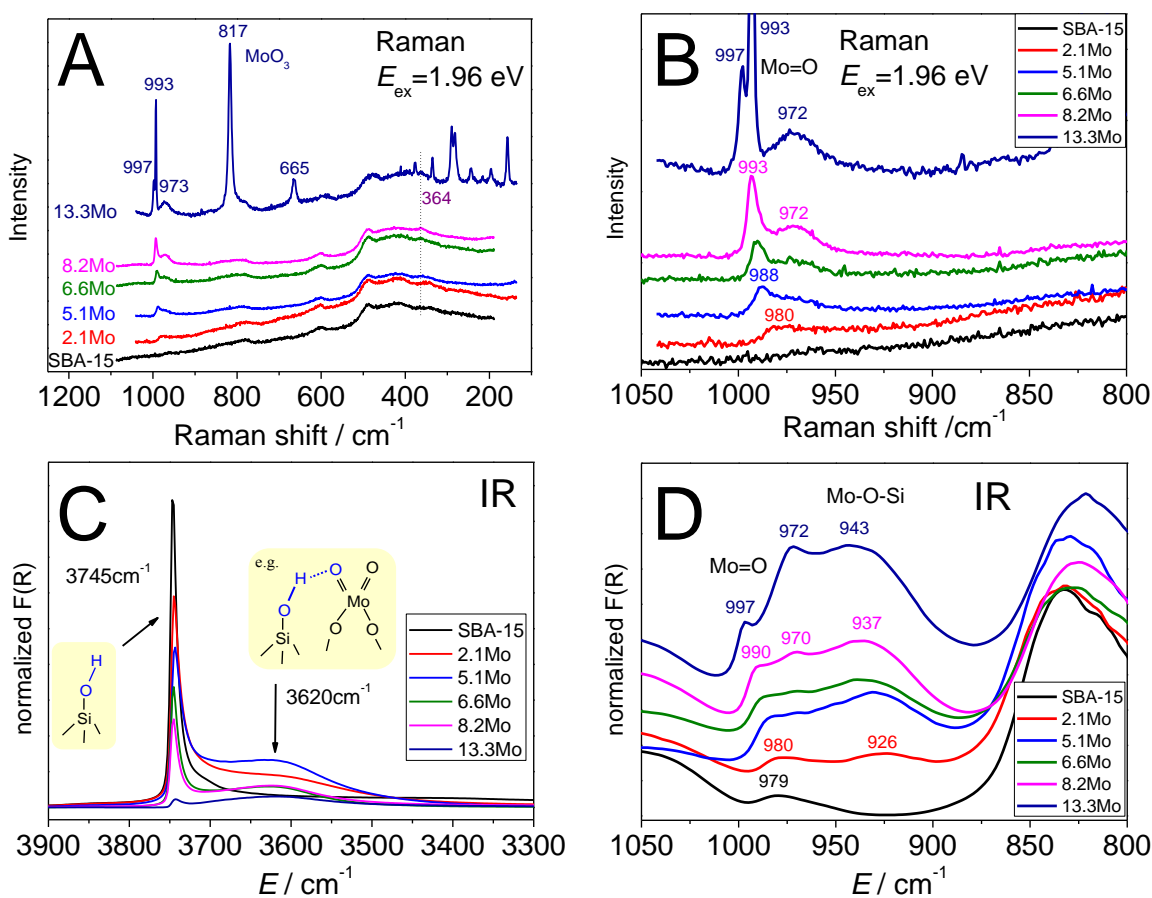 A
Raman
E_ex=1.96 eV
817
MoO₃
993
997
973
665
364
13.3Mo
8.2Mo
6.6Mo
5.1Mo
2.1Mo
SBA-15
Intensity
1200 1000 800 600 400 200
Raman shift / cm⁻¹
B
Raman
E_ex=1.96 eV
993
997
Mo=O
972
993
972
988
980
SBA-15
2.1Mo
5.1Mo
6.6Mo
8.2Mo
13.3Mo
Intensity
1050 1000 950 900 850 800
Raman shift /cm⁻¹
C
IR
3745cm⁻¹
H
O
Si
e.g.
H O O
O Mo
Si O O
3620cm⁻¹
SBA-15
2.1Mo
5.1Mo
6.6Mo
8.2Mo
13.3Mo
normalized F(R)
3900 3800 3700 3600 3500 3400 3300
E / cm⁻¹
D
IR
Mo-O-Si
972 943
Mo=O
997
990 970 937
980 926
979
SBA-15
2.1Mo
5.1Mo
6.6Mo
8.2Mo
13.3Mo
normalized F(R)
1050 1000 950 900 850 800
E / cm⁻¹